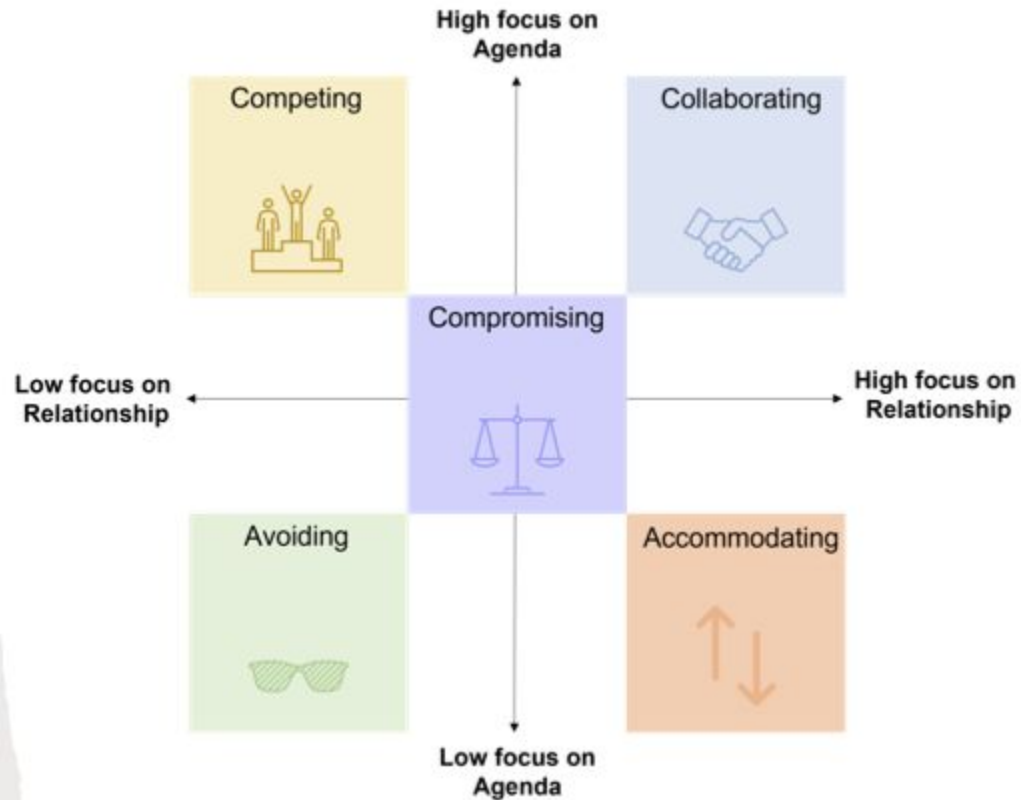 High focus on
Agenda
Competing
Collaborating
Compromising
Low focus on
Relationship
High focus on
Relationship
Avoiding
Accommodating
Low focus on
Agenda